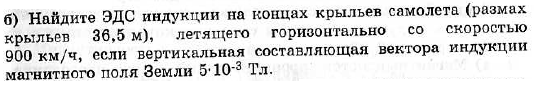 б) Найдите ЭДС индукции на концах крыльев самолета (размах
крыльев 36,5 м), летящего горизонтально со скоростью
900 км/ч, если вертикальная составляющая вектора индукции
магнитного поля Земли 5·10⁻³ Тл.